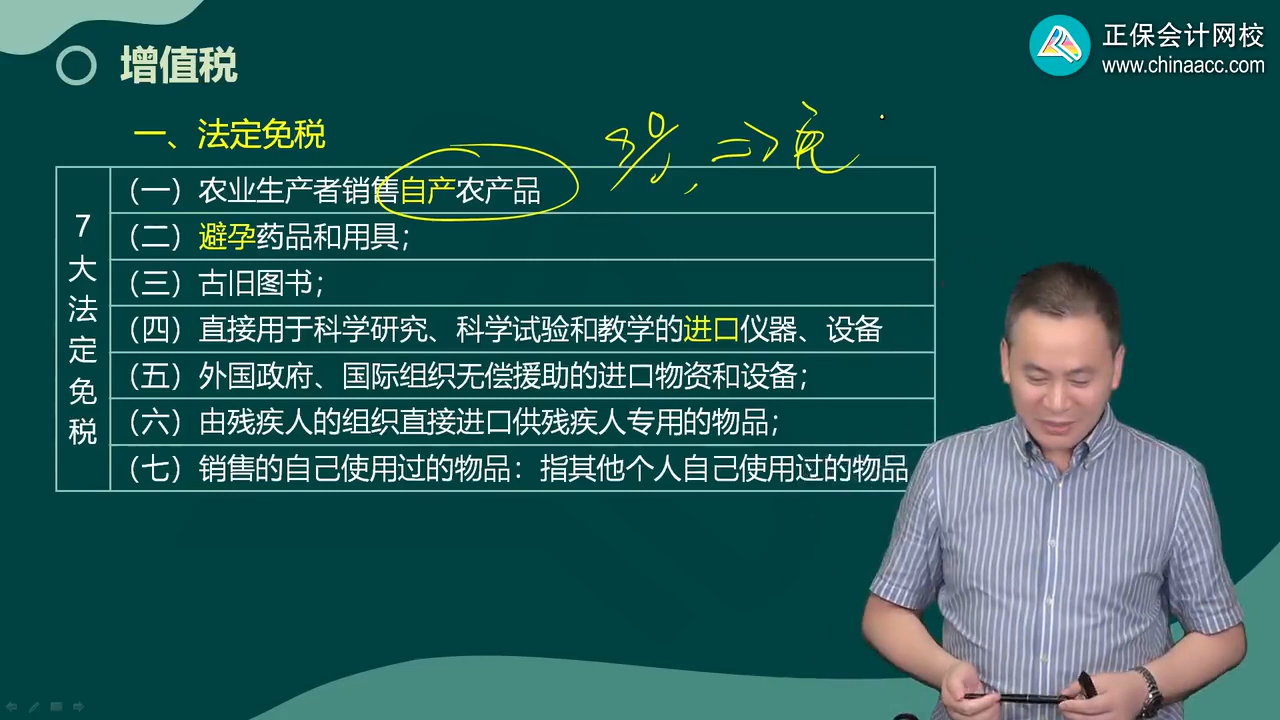 正保会计网校
www.chinaacc.com
增值税
一、法定免税
9%, ⇒免
7大法定免税
（一）农业生产者销售自产农产品
（二）避孕药品和用具；
（三）古旧图书；
（四）直接用于科学研究、科学试验和教学的进口仪器、设备
（五）外国政府、国际组织无偿援助的进口物资和设备；
（六）由残疾人的组织直接进口供残疾人专用的物品；
（七）销售的自己使用过的物品：指其他个人自己使用过的物品